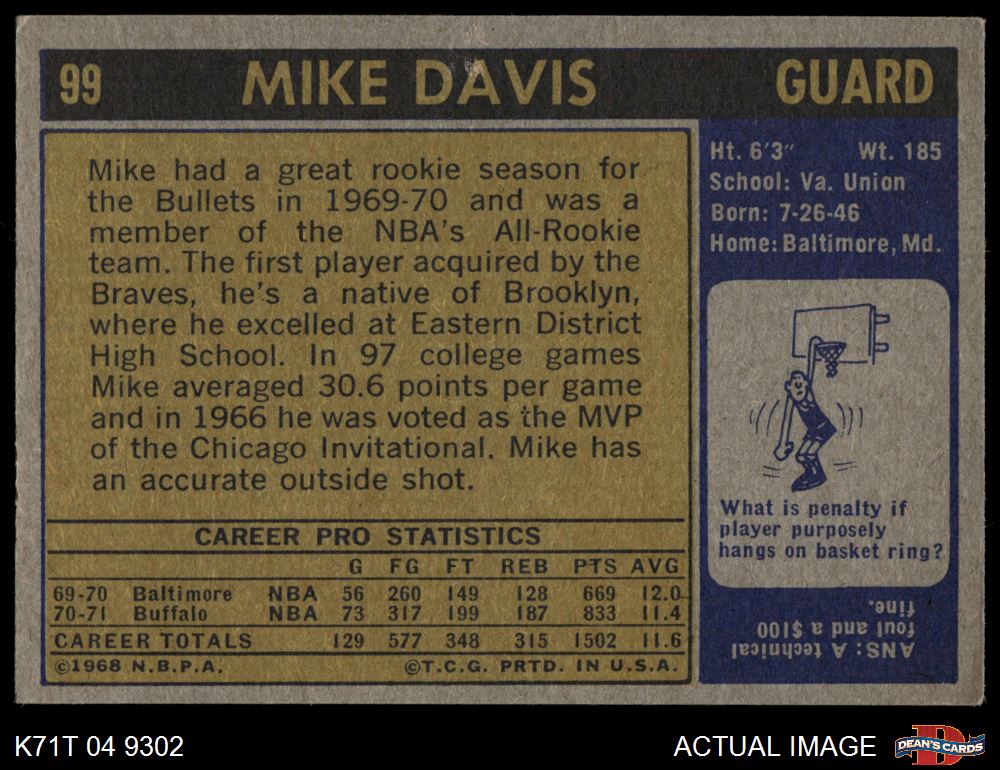 99 MIKE DAVIS GUARD
Mike had a great rookie season for
the Bullets in 1969-70 and was a
member of the NBA's All-Rookie
team. The first player acquired by the
Braves, he's a native of Brooklyn,
where he excelled at Eastern District
High School. In 97 college games
Mike averaged 30.6 points per game
and in 1966 he was voted as the MVP
of the Chicago Invitational. Mike has
an accurate outside shot.
CAREER PRO STATISTICS
G FG FT REB PTS AVG
69-70 Baltimore NBA 56 260 149 128 669 12.0
70-71 Buffalo NBA 73 317 199 187 833 11.4
CAREER TOTALS 129 577 348 315 1502 11.6
©1968 N.B.P.A. ©T.C.G. PRTD. IN U.S.A.
Ht. 6'3" Wt. 185
School: Va. Union
Born: 7-26-46
Home: Baltimore, Md.
What is penalty if
player purposely
hangs on basket ring?
ANS: A technical
foul and a $100
fine.
K71T 04 9302
ACTUAL IMAGE
D
DEAN'S CARDS